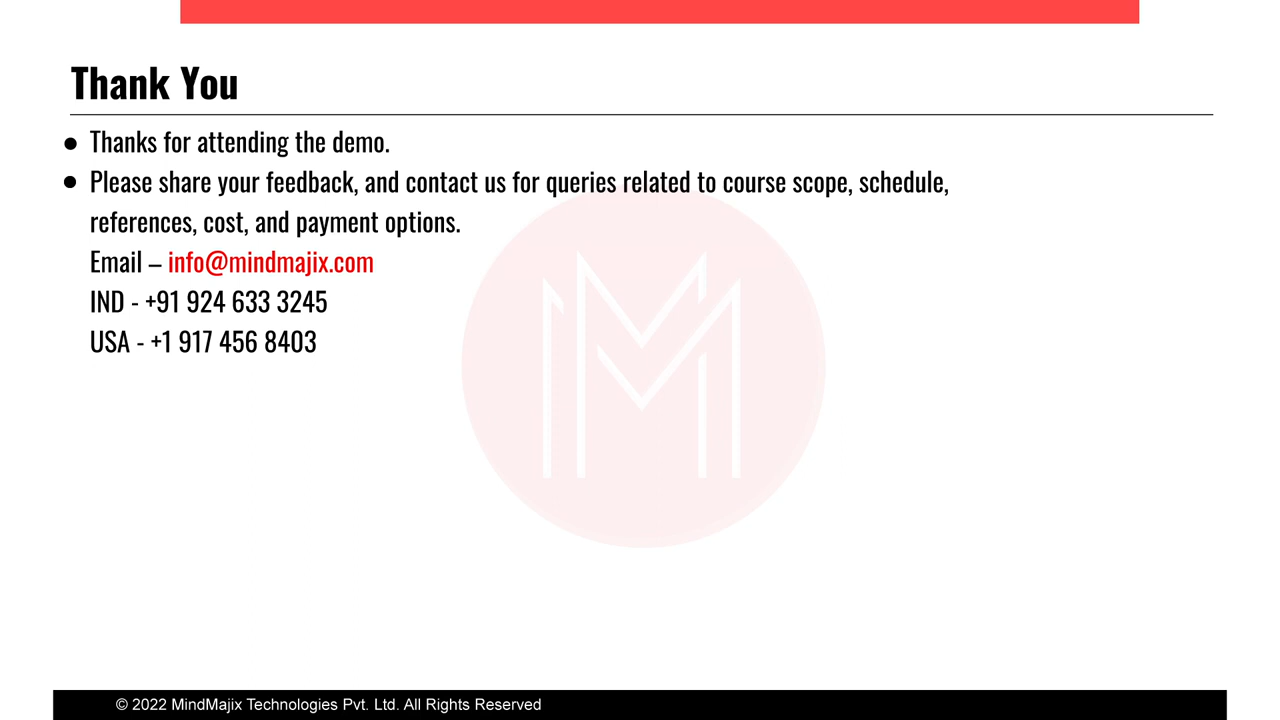 Thank You
● Thanks for attending the demo.
● Please share your feedback, and contact us for queries related to course scope, schedule,
references, cost, and payment options.
Email – info@mindmajix.com
IND - +91 924 633 3245
USA - +1 917 456 8403
© 2022 MindMajix Technologies Pvt. Ltd. All Rights Reserved